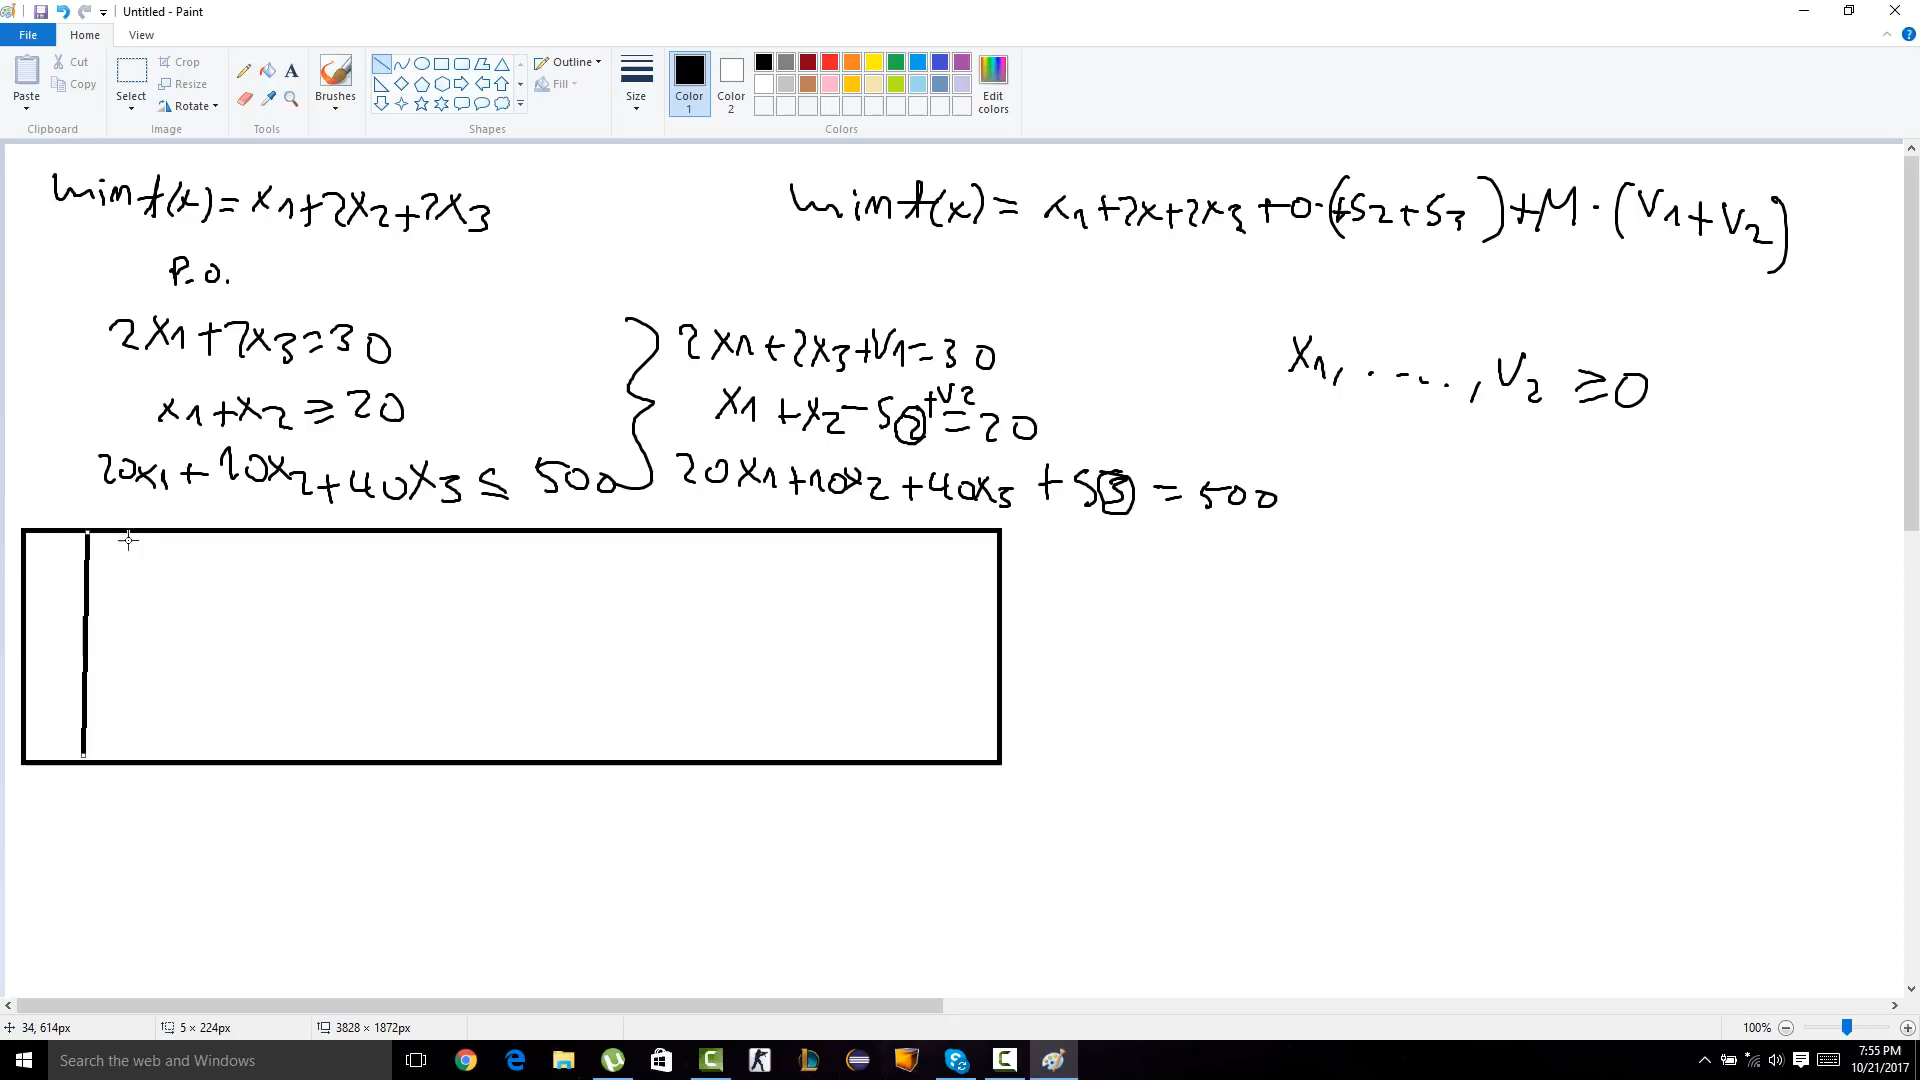 Untitled - Paint
File Home View
Paste
Cut
Copy
Clipboard
Select
Crop
Resize
Rotate
Image
Tools
Brushes
Shapes
Outline
Fill
Size
Color 1
Color 2
Edit colors
Colors
min f(x) = x1+2x2+2x3
P.O.
2x1+2x3=30
x1+x2 ≥ 20
20x1+10x2+40x3 ≤ 500
min f(x) = x1+2x+2x3+0·(+S2+S3)+M·(V1+V2)
2x1+2x3+V1=30
x1+x2-S2+V2=20
20x1+10x2+40x3+S3=500
x1,....,V2 ≥0
34, 614px
5 × 224px
3828 × 1872px
100%
Search the web and Windows
7:55 PM
10/21/2017